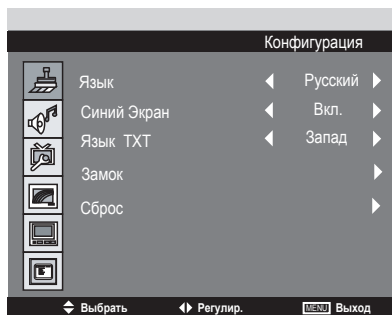 Конфигурация
Язык Русский
Синий Экран Вкл.
Язык TXT Запад
Замок
Сброс
Выбрать Регулир. MENU Выход